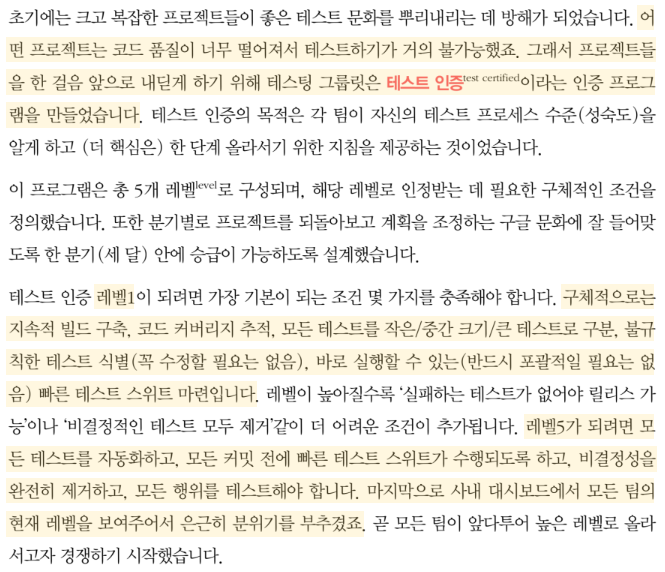 초기에는 크고 복잡한 프로젝트들이 좋은 테스트 문화를 뿌리내리는 데 방해가 되었습니다. 어
떤 프로젝트는 코드 품질이 너무 떨어져서 테스트하기가 거의 불가능했죠. 그래서 프로젝트들
을 한 걸음 앞으로 내딛게 하기 위해 테스팅 그룹릿은 테스트 인증test certified이라는 인증 프로그
램을 만들었습니다. 테스트 인증의 목적은 각 팀이 자신의 테스트 프로세스 수준(성숙도)을
알게 하고 (더 핵심은) 한 단계 올라서기 위한 지침을 제공하는 것이었습니다.
이 프로그램은 총 5개 레벨level로 구성되며, 해당 레벨로 인정받는 데 필요한 구체적인 조건을
정의했습니다. 또한 분기별로 프로젝트를 되돌아보고 계획을 조정하는 구글 문화에 잘 들어맞
도록 한 분기(세 달) 안에 승급이 가능하도록 설계했습니다.
테스트 인증 레벨1이 되려면 가장 기본이 되는 조건 몇 가지를 충족해야 합니다. 구체적으로는
지속적 빌드 구축, 코드 커버리지 추적, 모든 테스트를 작은/중간 크기/큰 테스트로 구분, 불규
칙한 테스트 식별(꼭 수정할 필요는 없음), 바로 실행할 수 있는(반드시 포괄적일 필요는 없
음) 빠른 테스트 스위트 마련입니다. 레벨이 높아질수록 ‘실패하는 테스트가 없어야 릴리스 가
능’이나 ‘비결정적인 테스트 모두 제거’같이 더 어려운 조건이 추가됩니다. 레벨5가 되려면 모
든 테스트를 자동화하고, 모든 커밋 전에 빠른 테스트 스위트가 수행되도록 하고, 비결정성을
완전히 제거하고, 모든 행위를 테스트해야 합니다. 마지막으로 사내 대시보드에서 모든 팀의
현재 레벨을 보여주어서 은근히 분위기를 부추겼죠. 곧 모든 팀이 앞다투어 높은 레벨로 올라
서고자 경쟁하기 시작했습니다.